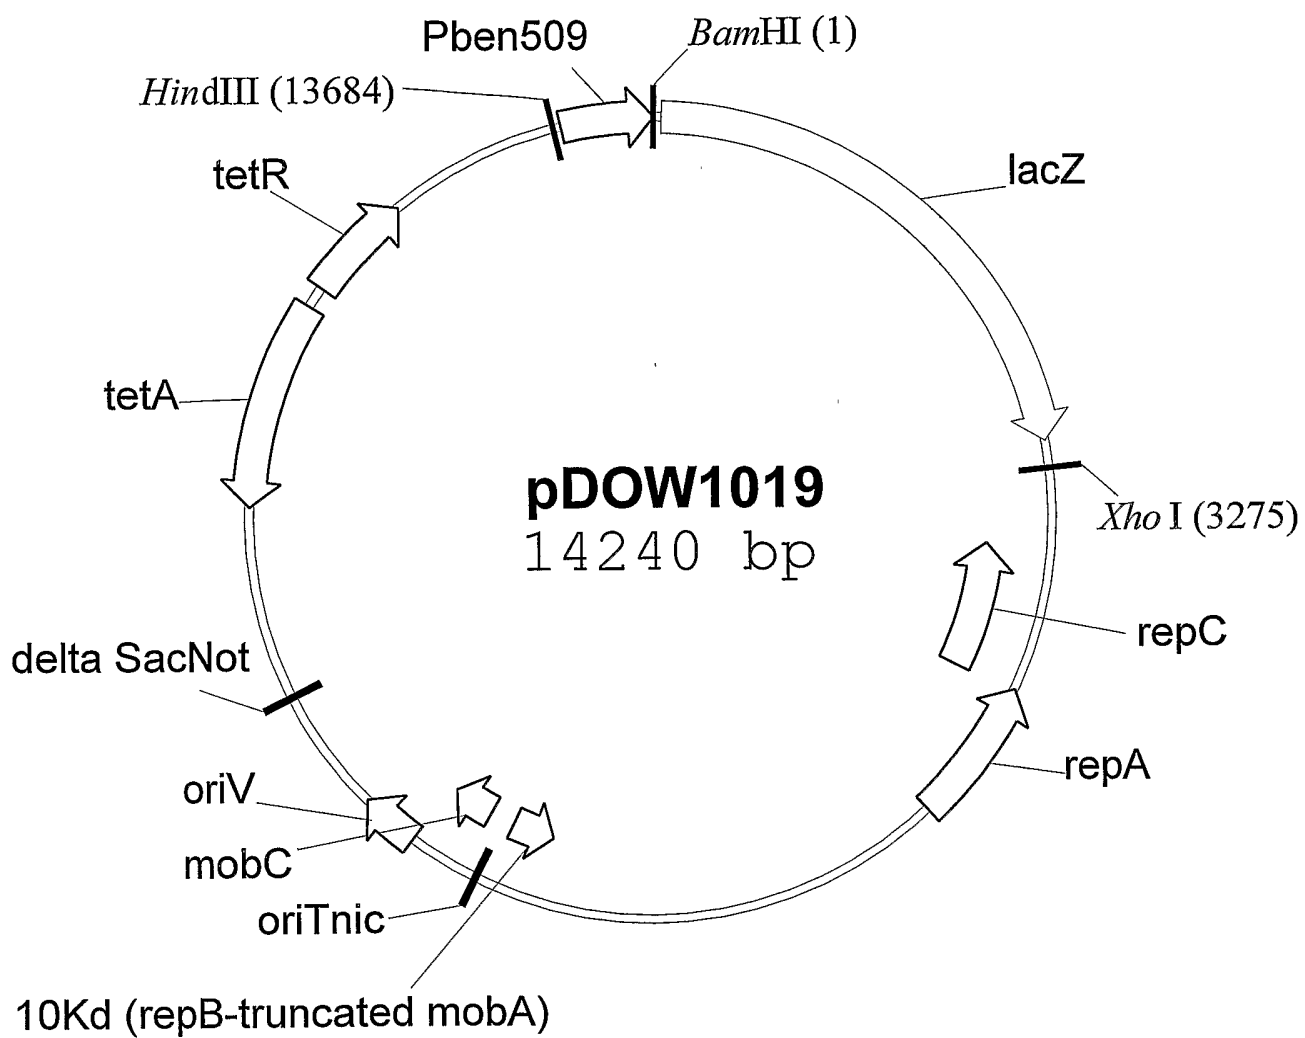 Pben509
BamHI (1)
HindIII (13684)
tetR
lacZ
tetA
pDOW1019
14240 bp
Xho I (3275)
repC
delta SacNot
repA
oriV
mobC
oriTnic
10Kd (repB-truncated mobA)